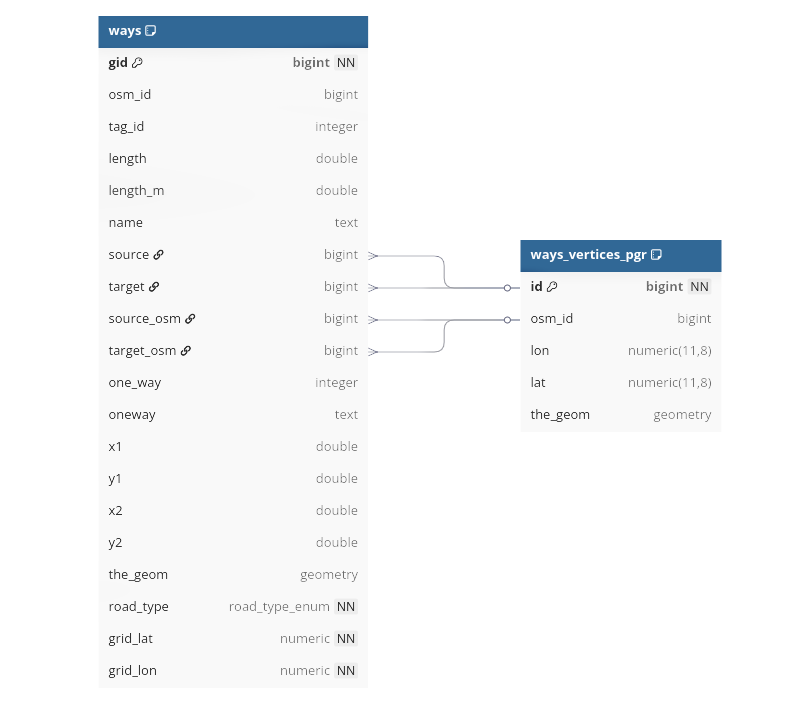 ways
gid bigint NN
osm_id bigint
tag_id integer
length double
length_m double
name text
source bigint
target bigint
source_osm bigint
target_osm bigint
one_way integer
oneway text
x1 double
y1 double
x2 double
y2 double
the_geom geometry
road_type road_type_enum NN
grid_lat numeric NN
grid_lon numeric NN
ways_vertices_pgr
id bigint NN
osm_id bigint
lon numeric(11,8)
lat numeric(11,8)
the_geom geometry